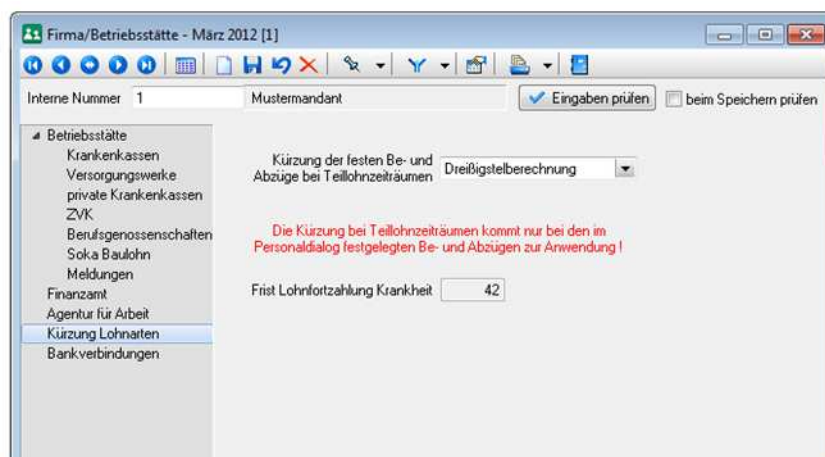 Firma/Betriebsstätte - März 2012 [1]
Interne Nummer 1 Mustermandant Eingaben prüfen beim Speichern prüfen
Betriebsstätte
Krankenkassen
Versorgungswerke
private Krankenkassen
ZVK
Berufsgenossenschaften
Soka Baulohn
Meldungen
Finanzamt
Agentur für Arbeit
Kürzung Lohnarten
Bankverbindungen
Kürzung der festen Be- und
Abzüge bei Teillohnzeiträumen Dreißigstelberechnung
Die Kürzung bei Teillohnzeiträumen kommt nur bei den im
Personaldialog festgelegten Be- und Abzügen zur Anwendung !
Frist Lohnfortzahlung Krankheit 42